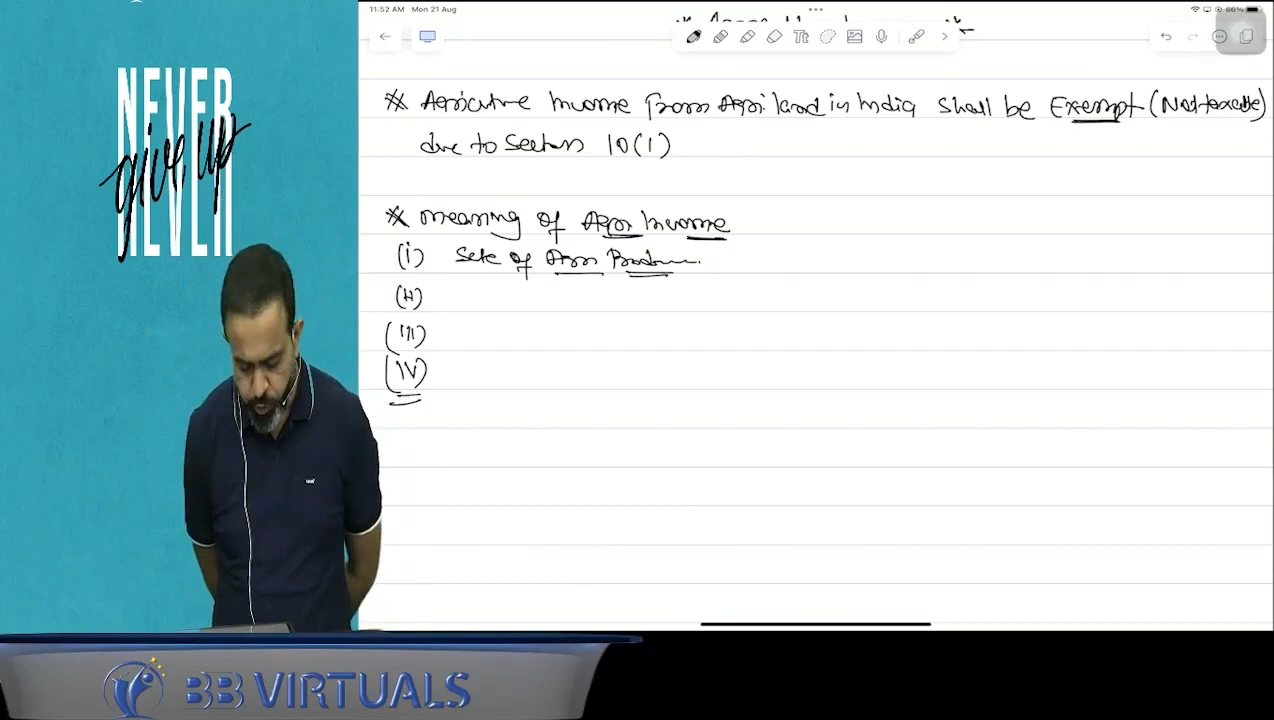 11:52 AM Mon 21 Aug
86%
NEVER
give up
NEVER
* Agriculture Income from Agri land in India shall be Exempt (Not taxable)
due to Section 10(1)
* meaning of Agri Income
(i) Sale of Agri Produce.
(ii)
(iii)
(iv)
BB VIRTUALS